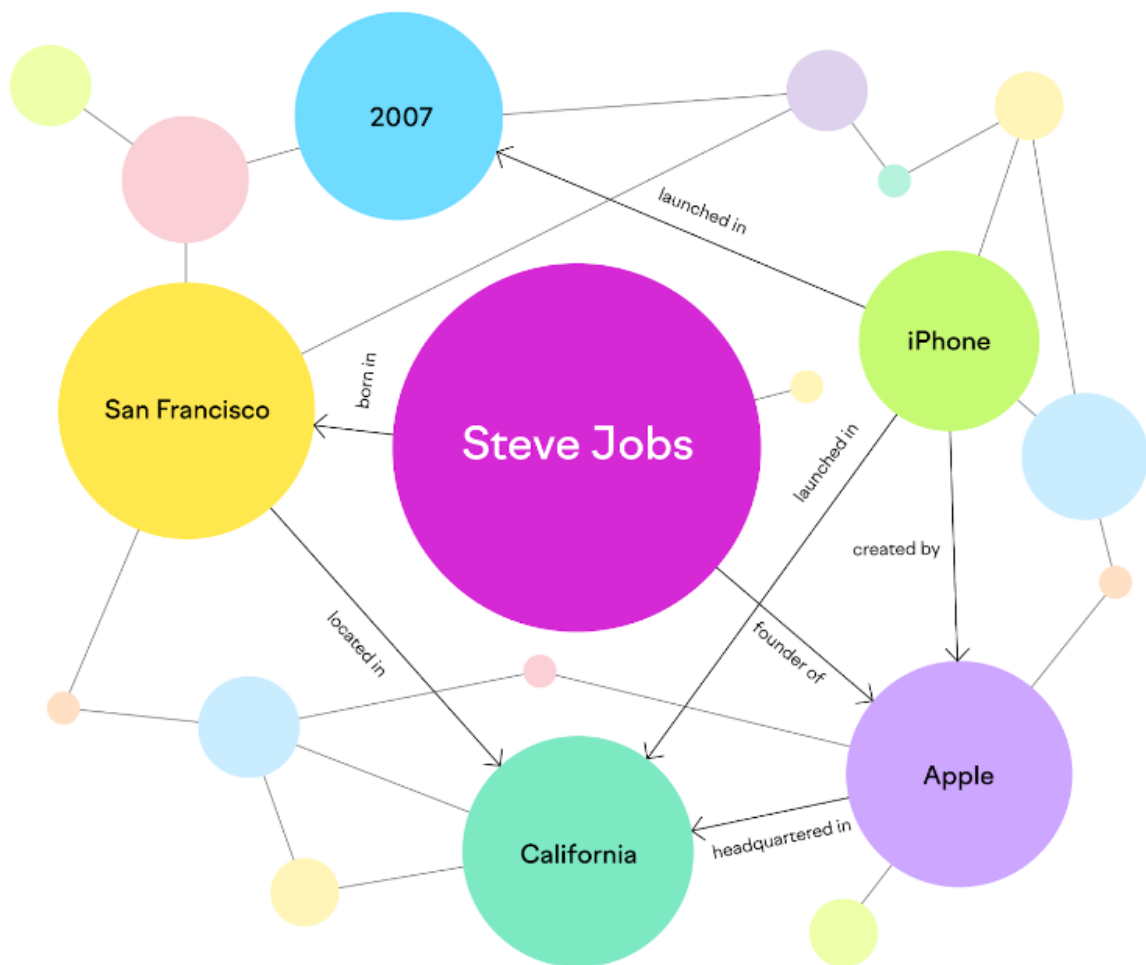 2007
launched in
iPhone
born in
San Francisco
Steve Jobs
launched in
created by
located in
founder of
Apple
headquartered in
California